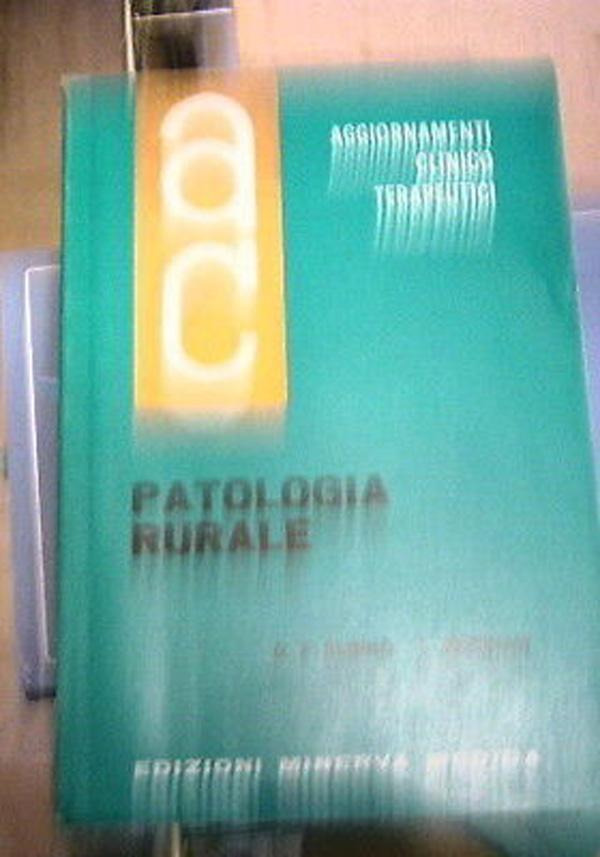 ac
AGGIORNAMENTI
CLINICO
TERAPEUTICI
PATOLOGIA
RURALE
EDIZIONI MINERVA MEDICA